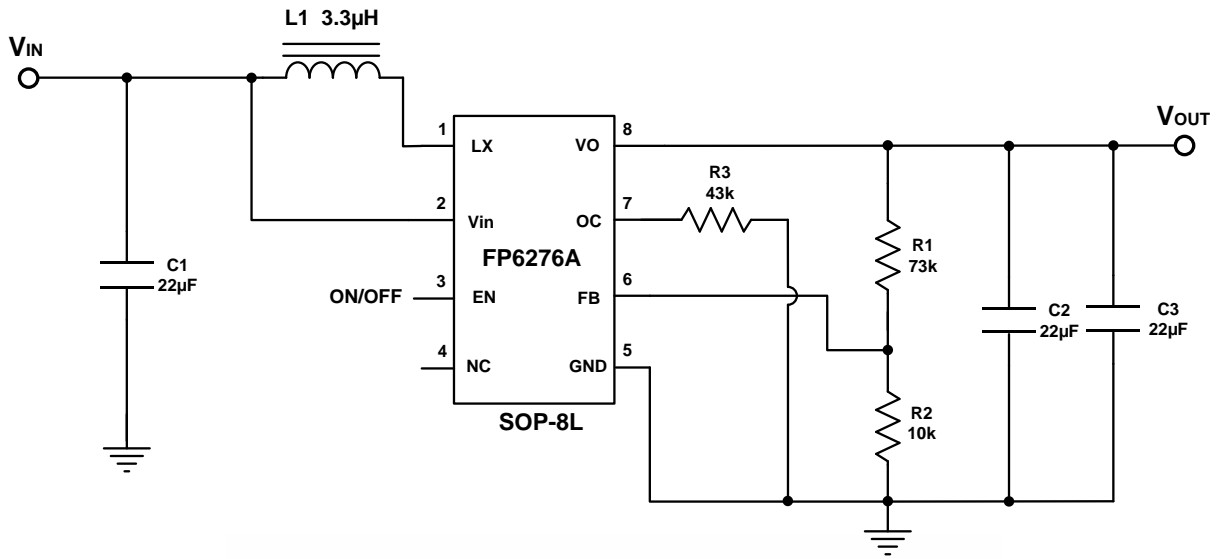 L1 3.3µH
VIN
VOUT
1
LX
VO
8
R3
43k
2
Vin
OC
7
FP6276A
R1
73k
C1
22µF
ON/OFF
3
EN
FB
6
C2
22µF
C3
22µF
4
NC
GND
5
SOP-8L
R2
10k